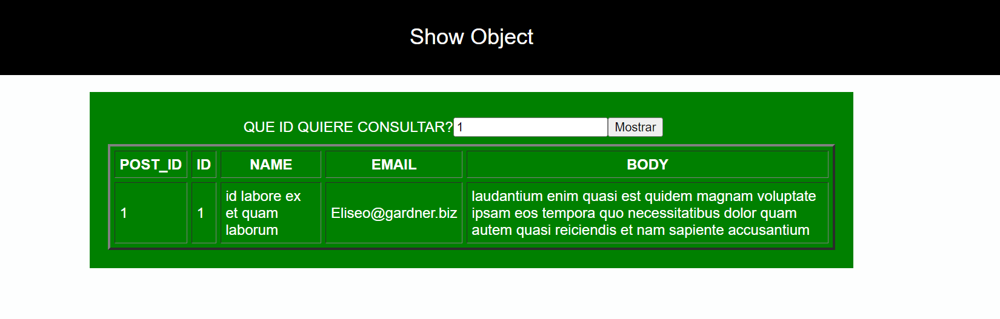 Show Object
QUE ID QUIERE CONSULTAR? 1 Mostrar
POST_ID ID NAME EMAIL BODY
1 1 id labore ex et quam laborum Eliseo@gardner.biz laudantium enim quasi est quidem magnam voluptate ipsam eos tempora quo necessitatibus dolor quam autem quasi reiciendis et nam sapiente accusantium